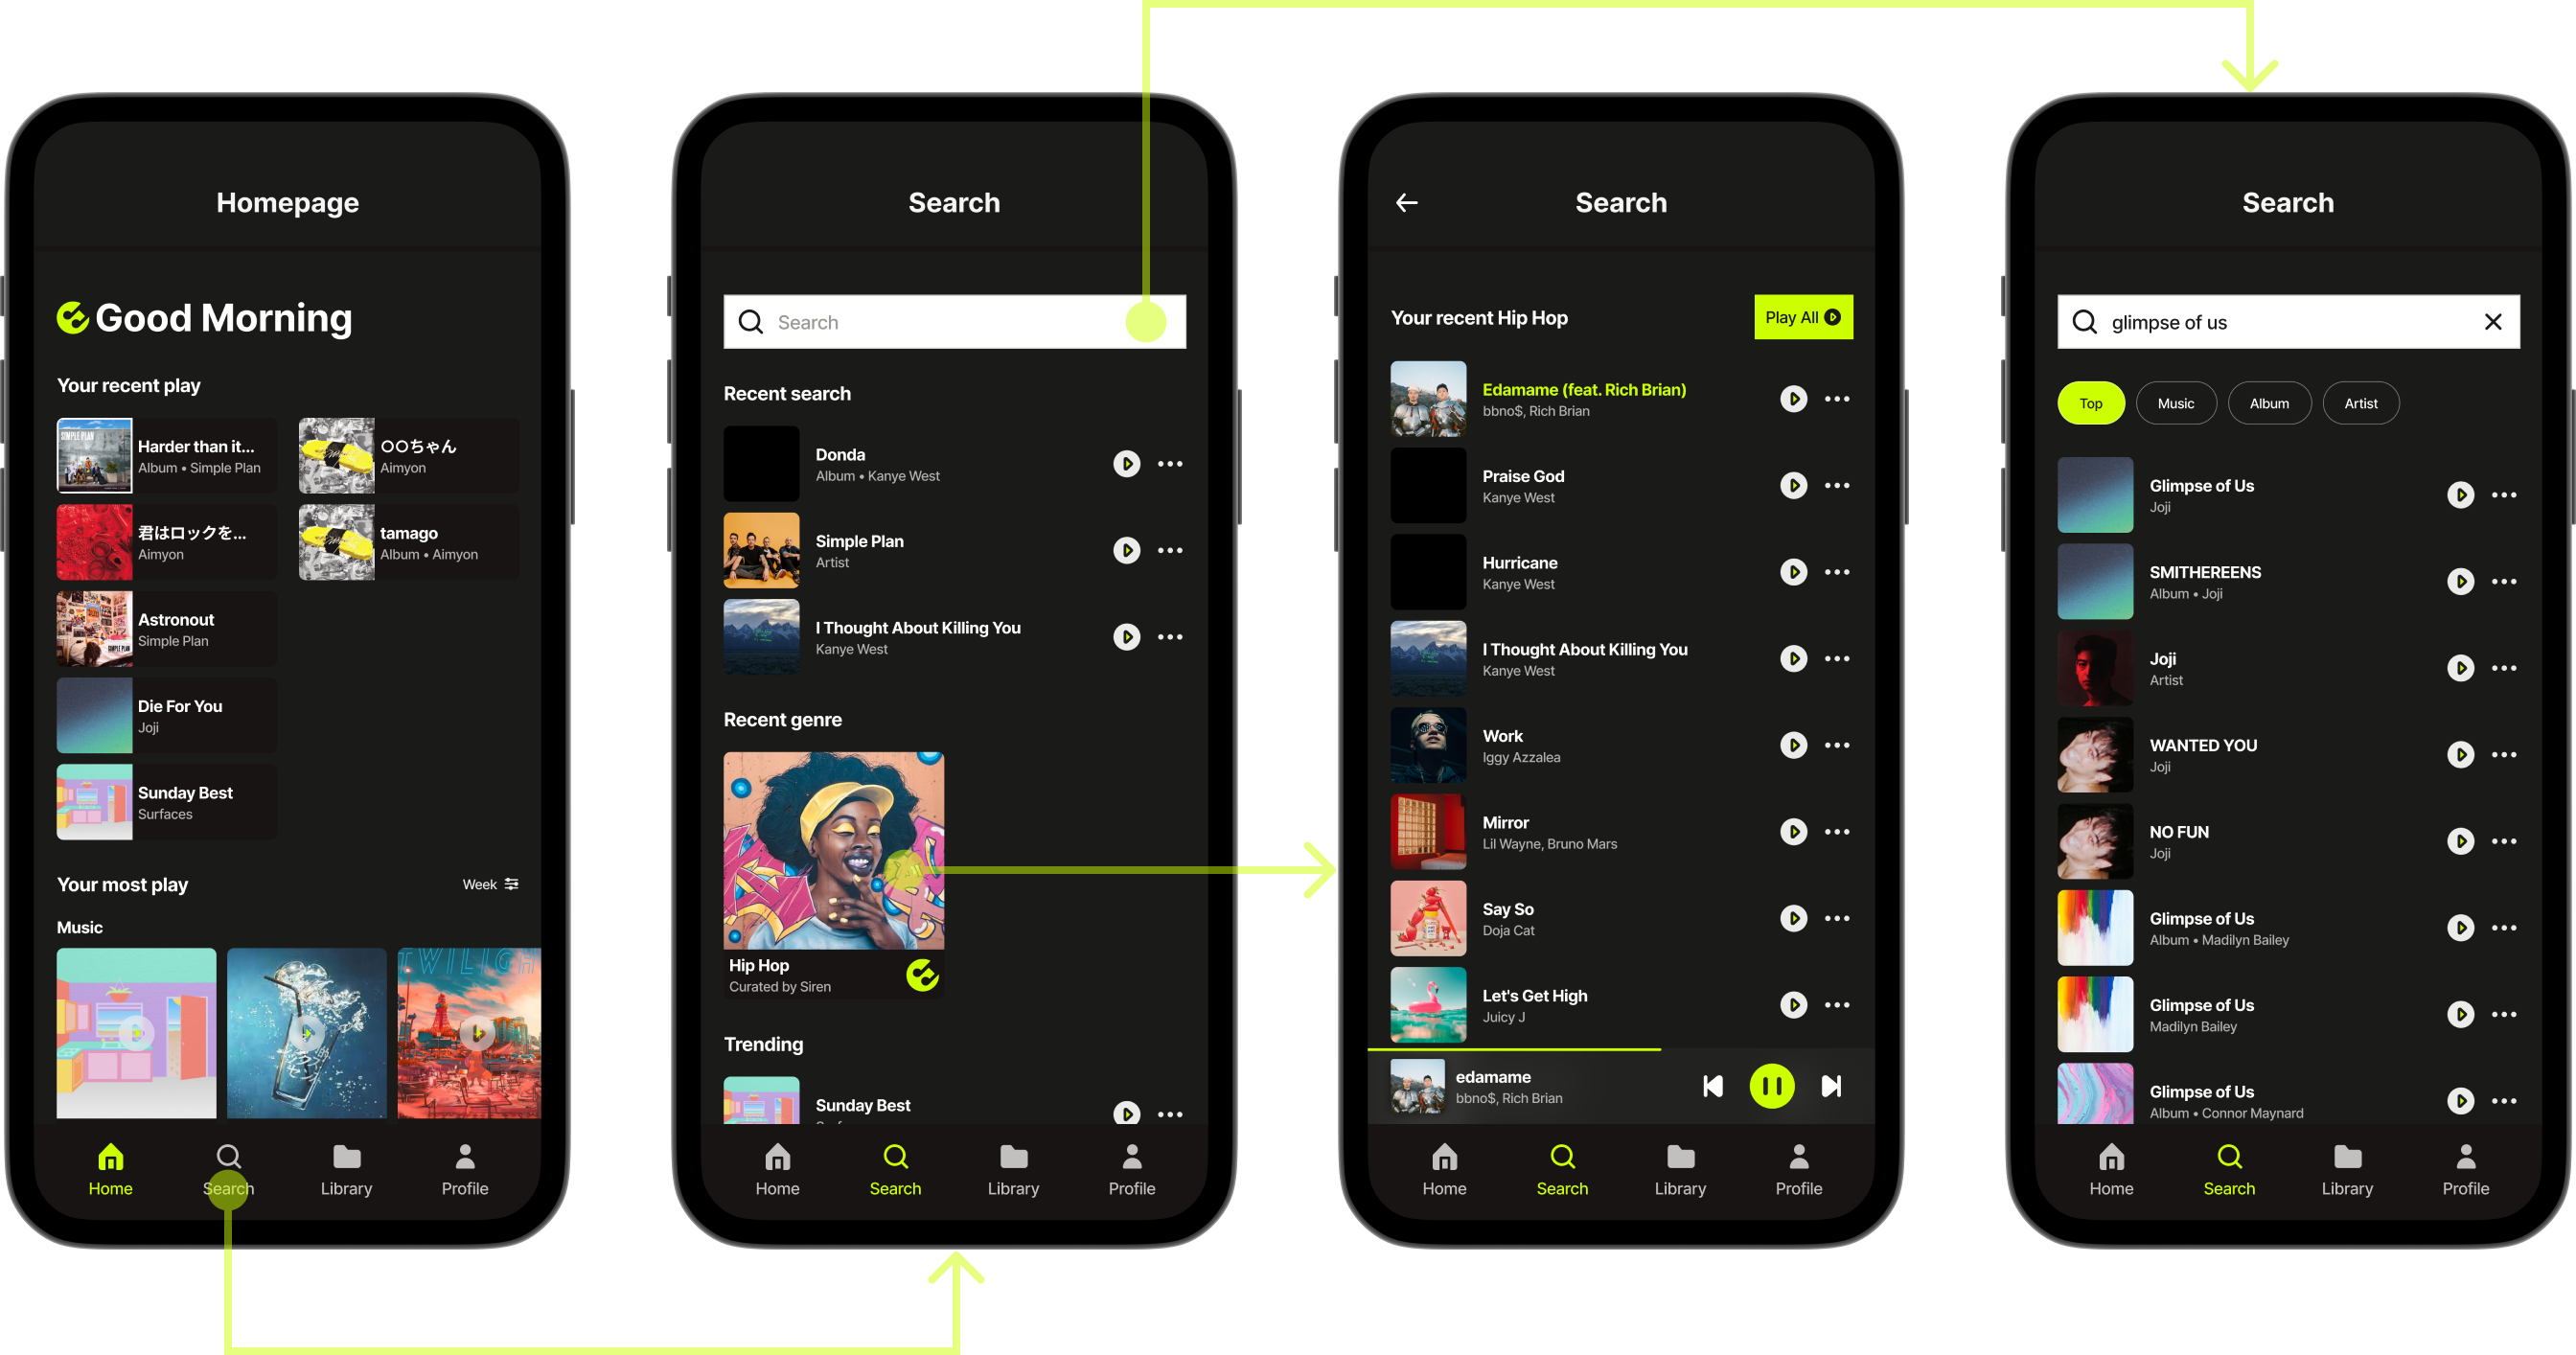 Homepage
Good Morning
Your recent play
Harder than it...
Album • Simple Plan
○○ちゃん
Aimyon
君はロックを...
Aimyon
tamago
Album • Aimyon
Astronout
Simple Plan
Die For You
Joji
Sunday Best
Surfaces
Your most play
Week
Music
TWILIGH
Home
Search
Library
Profile
Search
Search
Recent search
Donda
Album • Kanye West
Simple Plan
Artist
I Thought About Killing You
Kanye West
Recent genre
Hip Hop
Curated by Siren
Trending
Sunday Best
Home
Search
Library
Profile
Search
Your recent Hip Hop
Play All
Edamame (feat. Rich Brian)
bbno$, Rich Brian
Praise God
Kanye West
Hurricane
Kanye West
I Thought About Killing You
Kanye West
Work
Iggy Azzalea
Mirror
Lil Wayne, Bruno Mars
Say So
Doja Cat
Let's Get High
Juicy J
edamame
bbno$, Rich Brian
Home
Search
Library
Profile
Search
glimpse of us
Top
Music
Album
Artist
Glimpse of Us
Joji
SMITHEREENS
Album • Joji
Joji
Artist
WANTED YOU
Joji
NO FUN
Joji
Glimpse of Us
Album • Madilyn Bailey
Glimpse of Us
Madilyn Bailey
Glimpse of Us
Album • Connor Maynard
Home
Search
Library
Profile